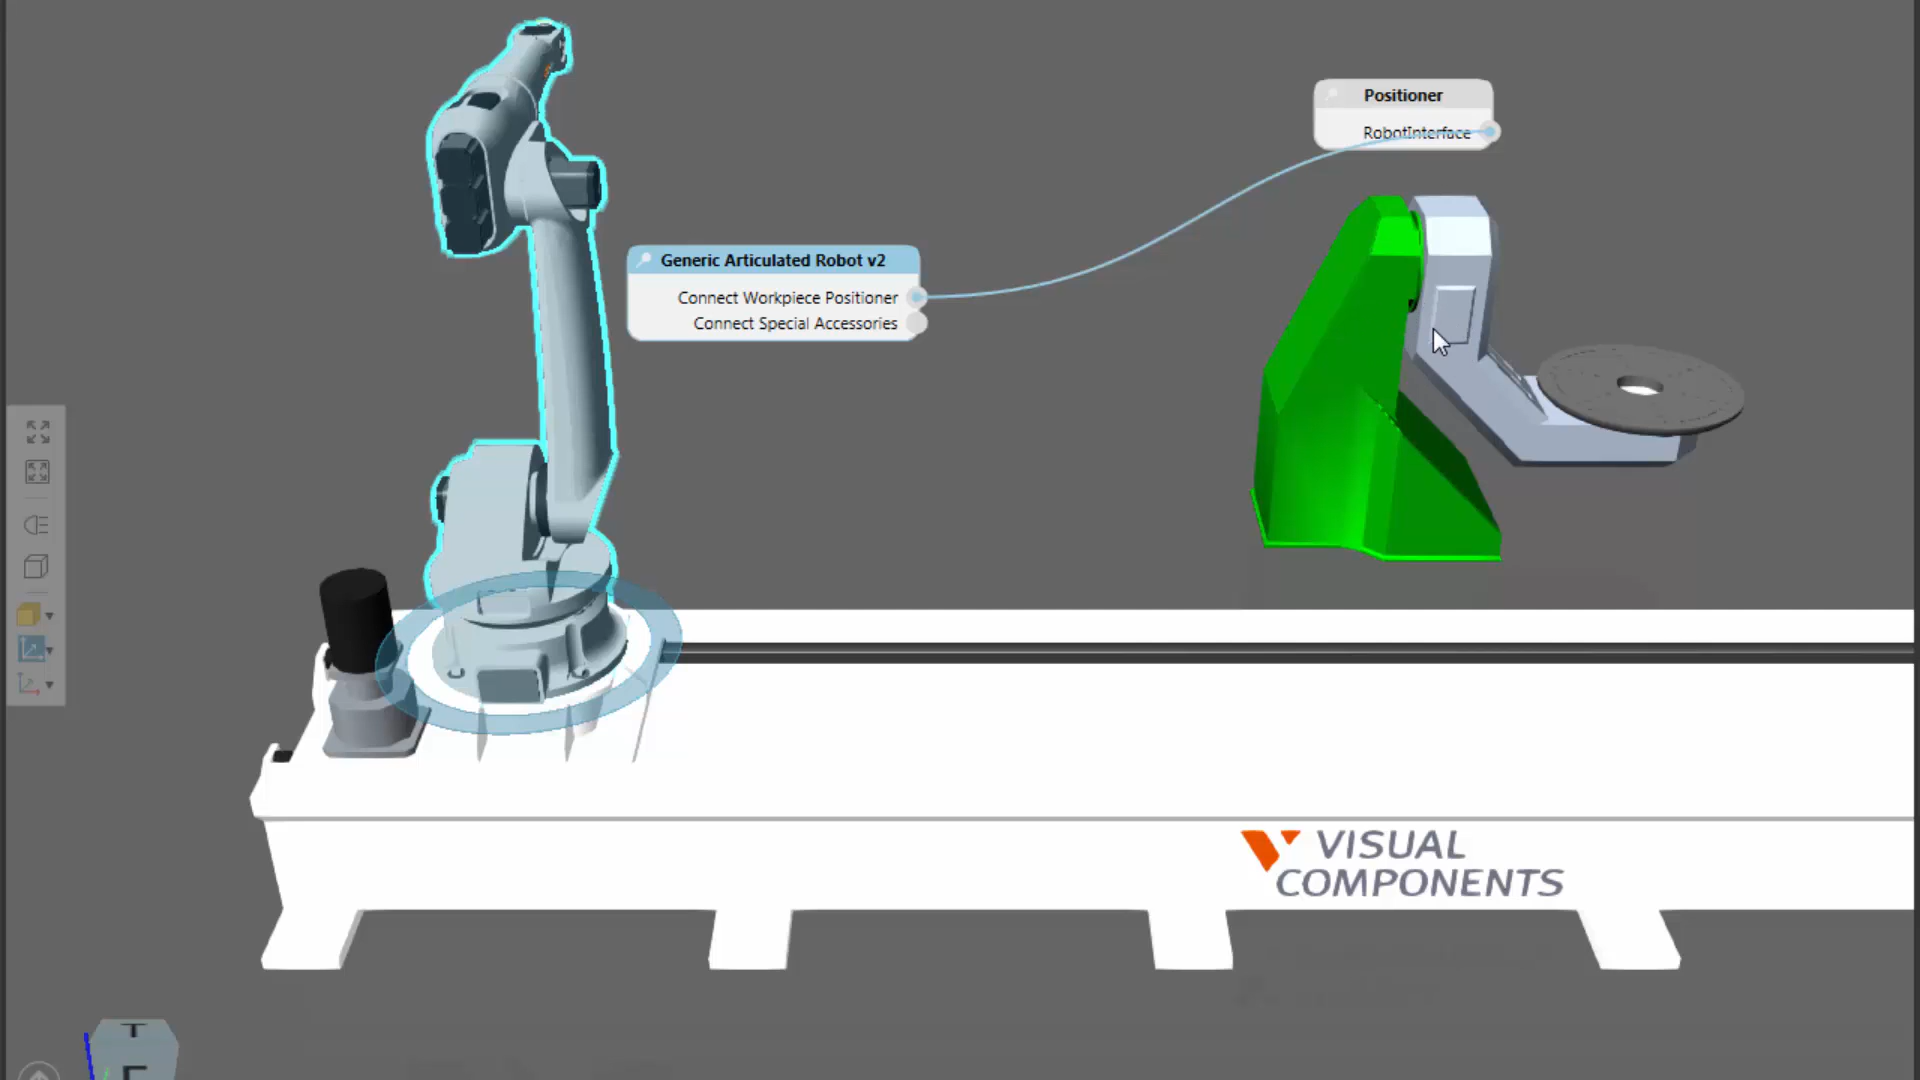 Positioner
RobotInterface
Generic Articulated Robot v2
Connect Workpiece Positioner
Connect Special Accessories
VISUAL
COMPONENTS
T
F